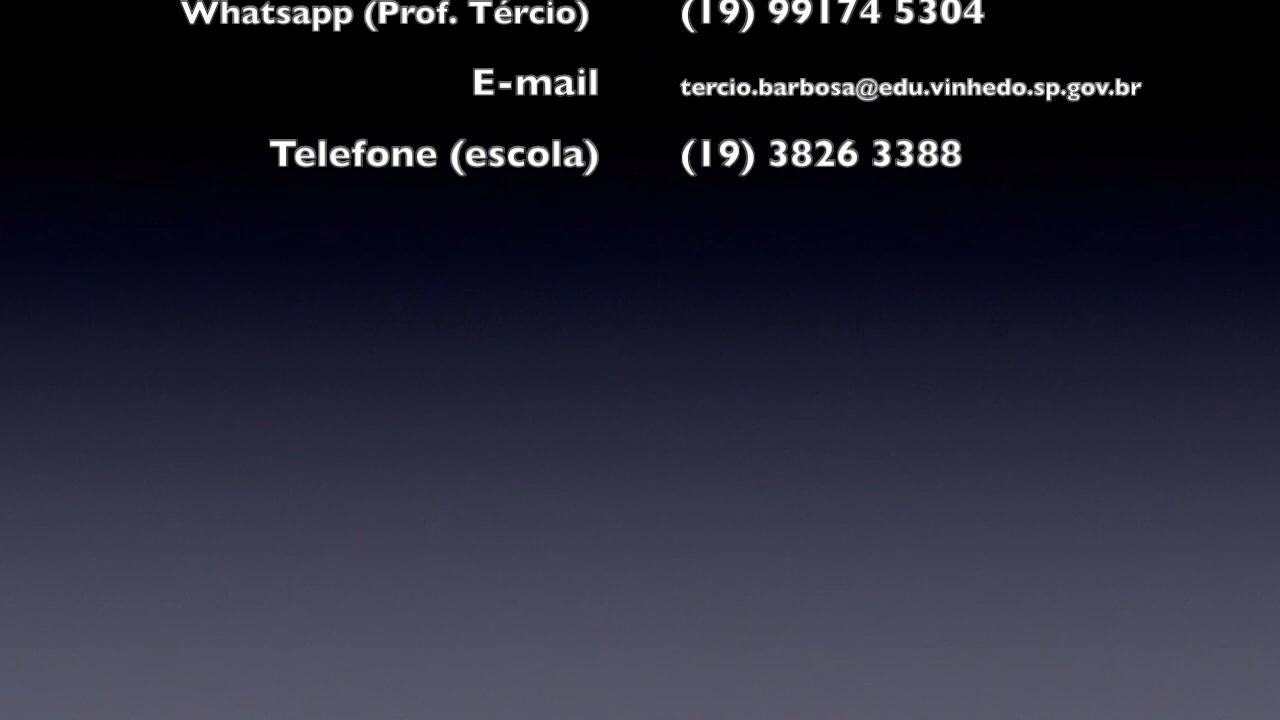 Whatsapp (Prof. Tércio) (19) 99174 5304
E-mail tercio.barbosa@edu.vinhedo.sp.gov.br
Telefone (escola) (19) 3826 3388